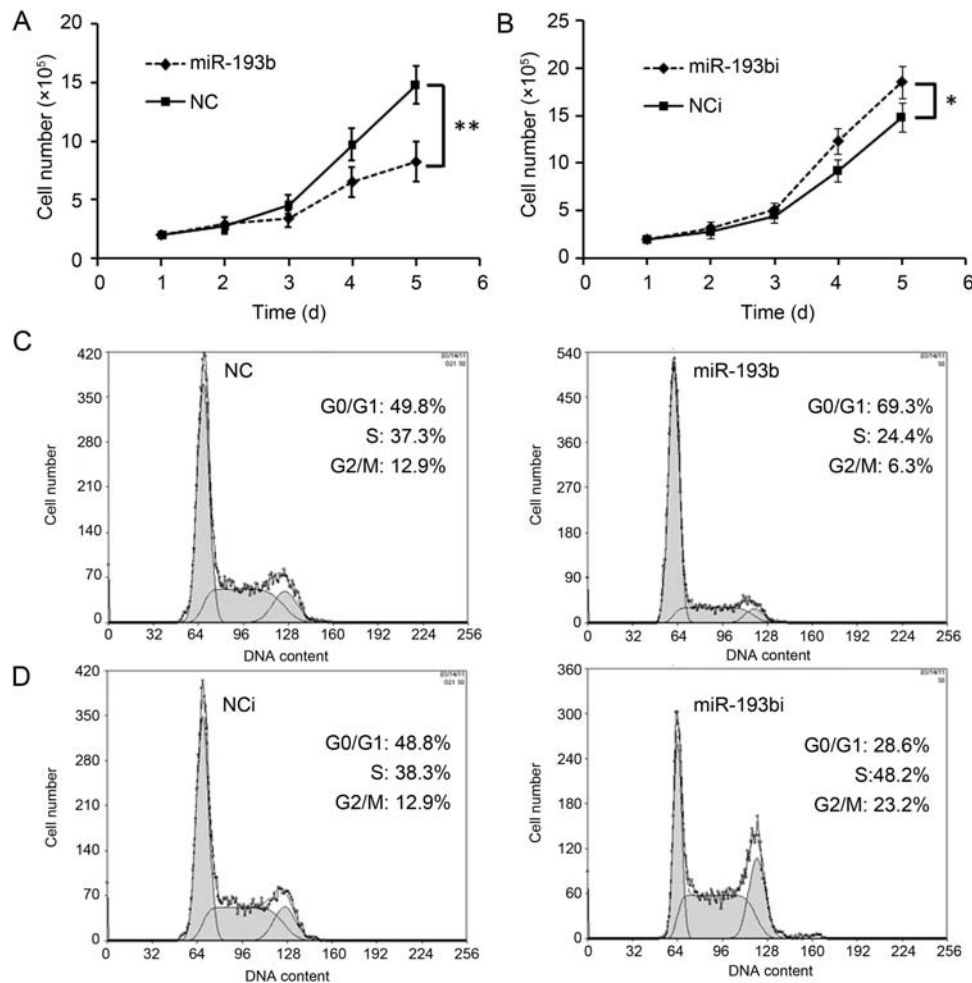 A
B
20
15
10
5
0
Cell number (×10⁵)
miR-193b
NC
**
0 1 2 3 4 5 6
Time (d)
25
20
15
10
5
0
Cell number (×10⁵)
miR-193bi
NCi
*
0 1 2 3 4 5 6
Time (d)
C
420
350
280
210
140
70
0
Cell number
NC
G0/G1: 49.8%
S: 37.3%
G2/M: 12.9%
0 32 64 96 128 160 192 224 256
DNA content
540
450
360
270
180
90
0
Cell number
miR-193b
G0/G1: 69.3%
S: 24.4%
G2/M: 6.3%
0 32 64 96 128 160 192 224 256
DNA content
D
420
350
280
210
140
70
0
Cell number
NCi
G0/G1: 48.8%
S: 38.3%
G2/M: 12.9%
0 32 64 96 128 160 192 224 256
DNA content
360
300
240
180
120
60
0
Cell number
miR-193bi
G0/G1: 28.6%
S:48.2%
G2/M: 23.2%
0 32 64 96 128 160 192 224 256
DNA content